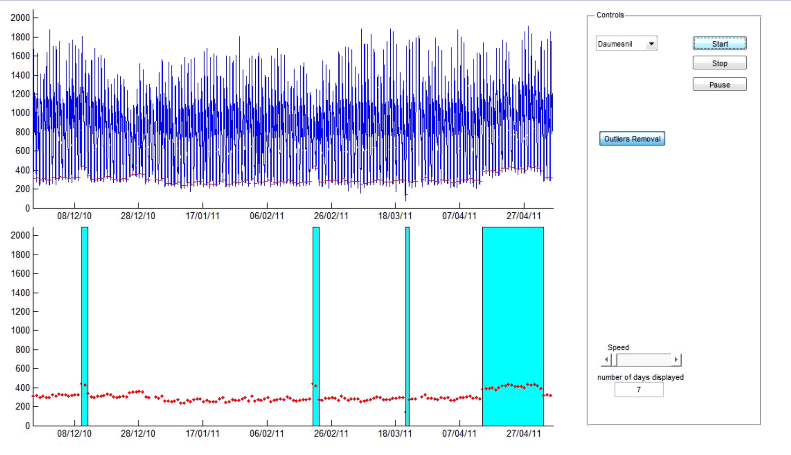 2000
1800
1600
1400
1200
1000
800
600
400
200
0
08/12/10 28/12/10 17/01/11 06/02/11 26/02/11 18/03/11 07/04/11 27/04/11
2000
1800
1600
1400
1200
1000
800
600
400
200
0
08/12/10 28/12/10 17/01/11 06/02/11 26/02/11 18/03/11 07/04/11 27/04/11
Controls
Daumesnil
Start
Stop
Pause
Outliers Removal
Speed
number of days displayed
7